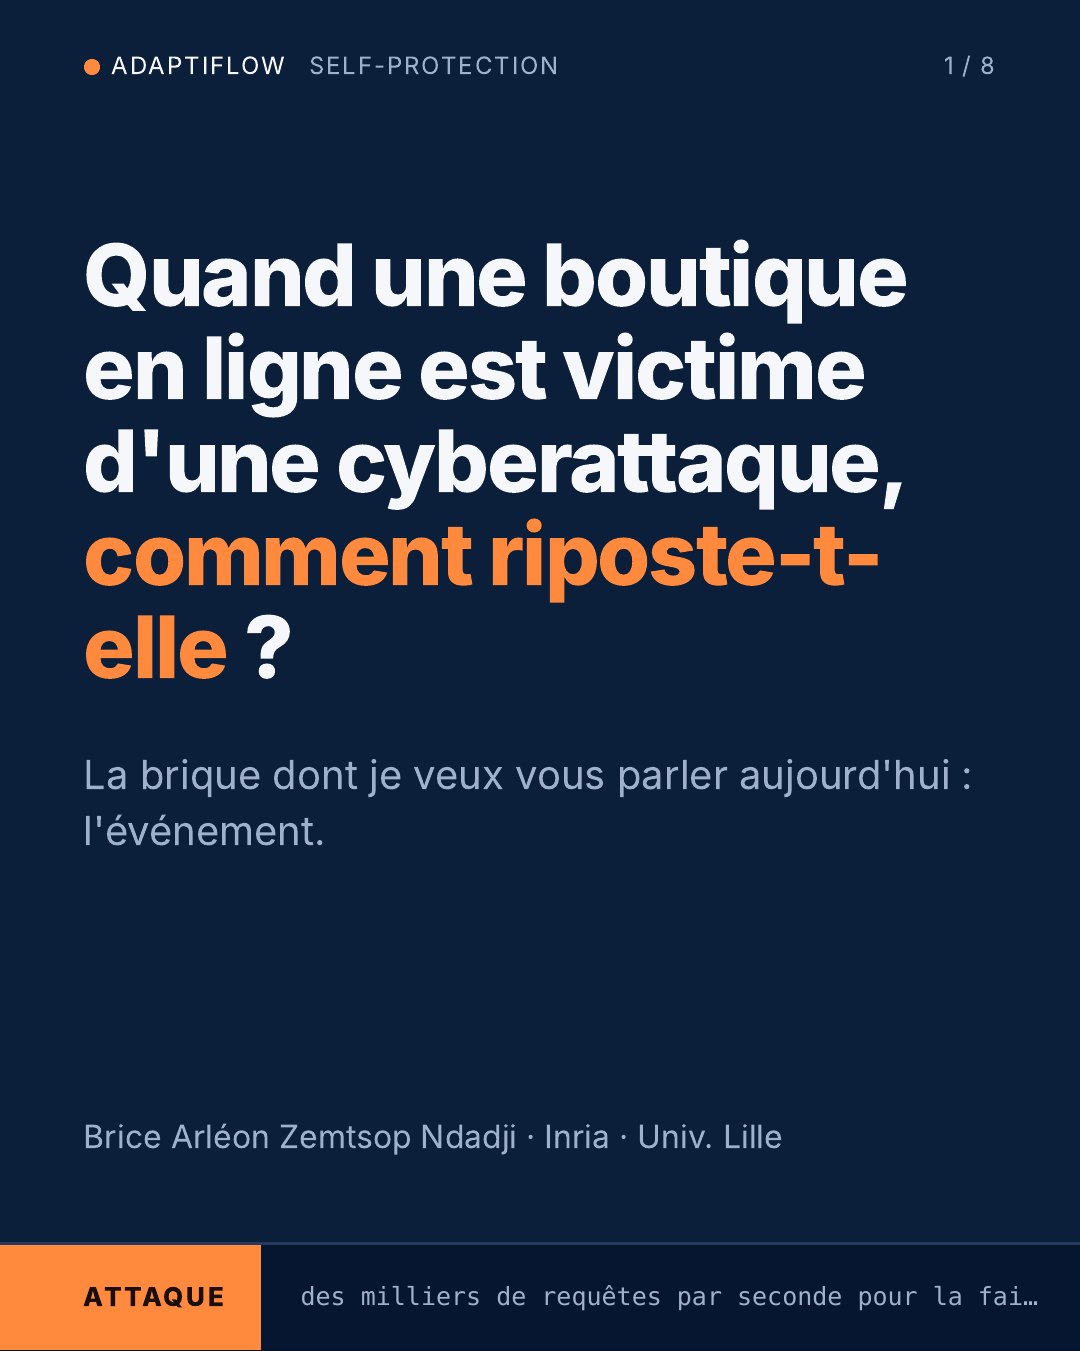 ADAPTIFLOW SELF-PROTECTION 1 / 8
Quand une boutique
en ligne est victime
d'une cyberattaque,
comment riposte-t-
elle ?
La brique dont je veux vous parler aujourd'hui :
l'événement.
Brice Arléon Zemtsop Ndadji · Inria · Univ. Lille
ATTAQUE des milliers de requêtes par seconde pour la fai…